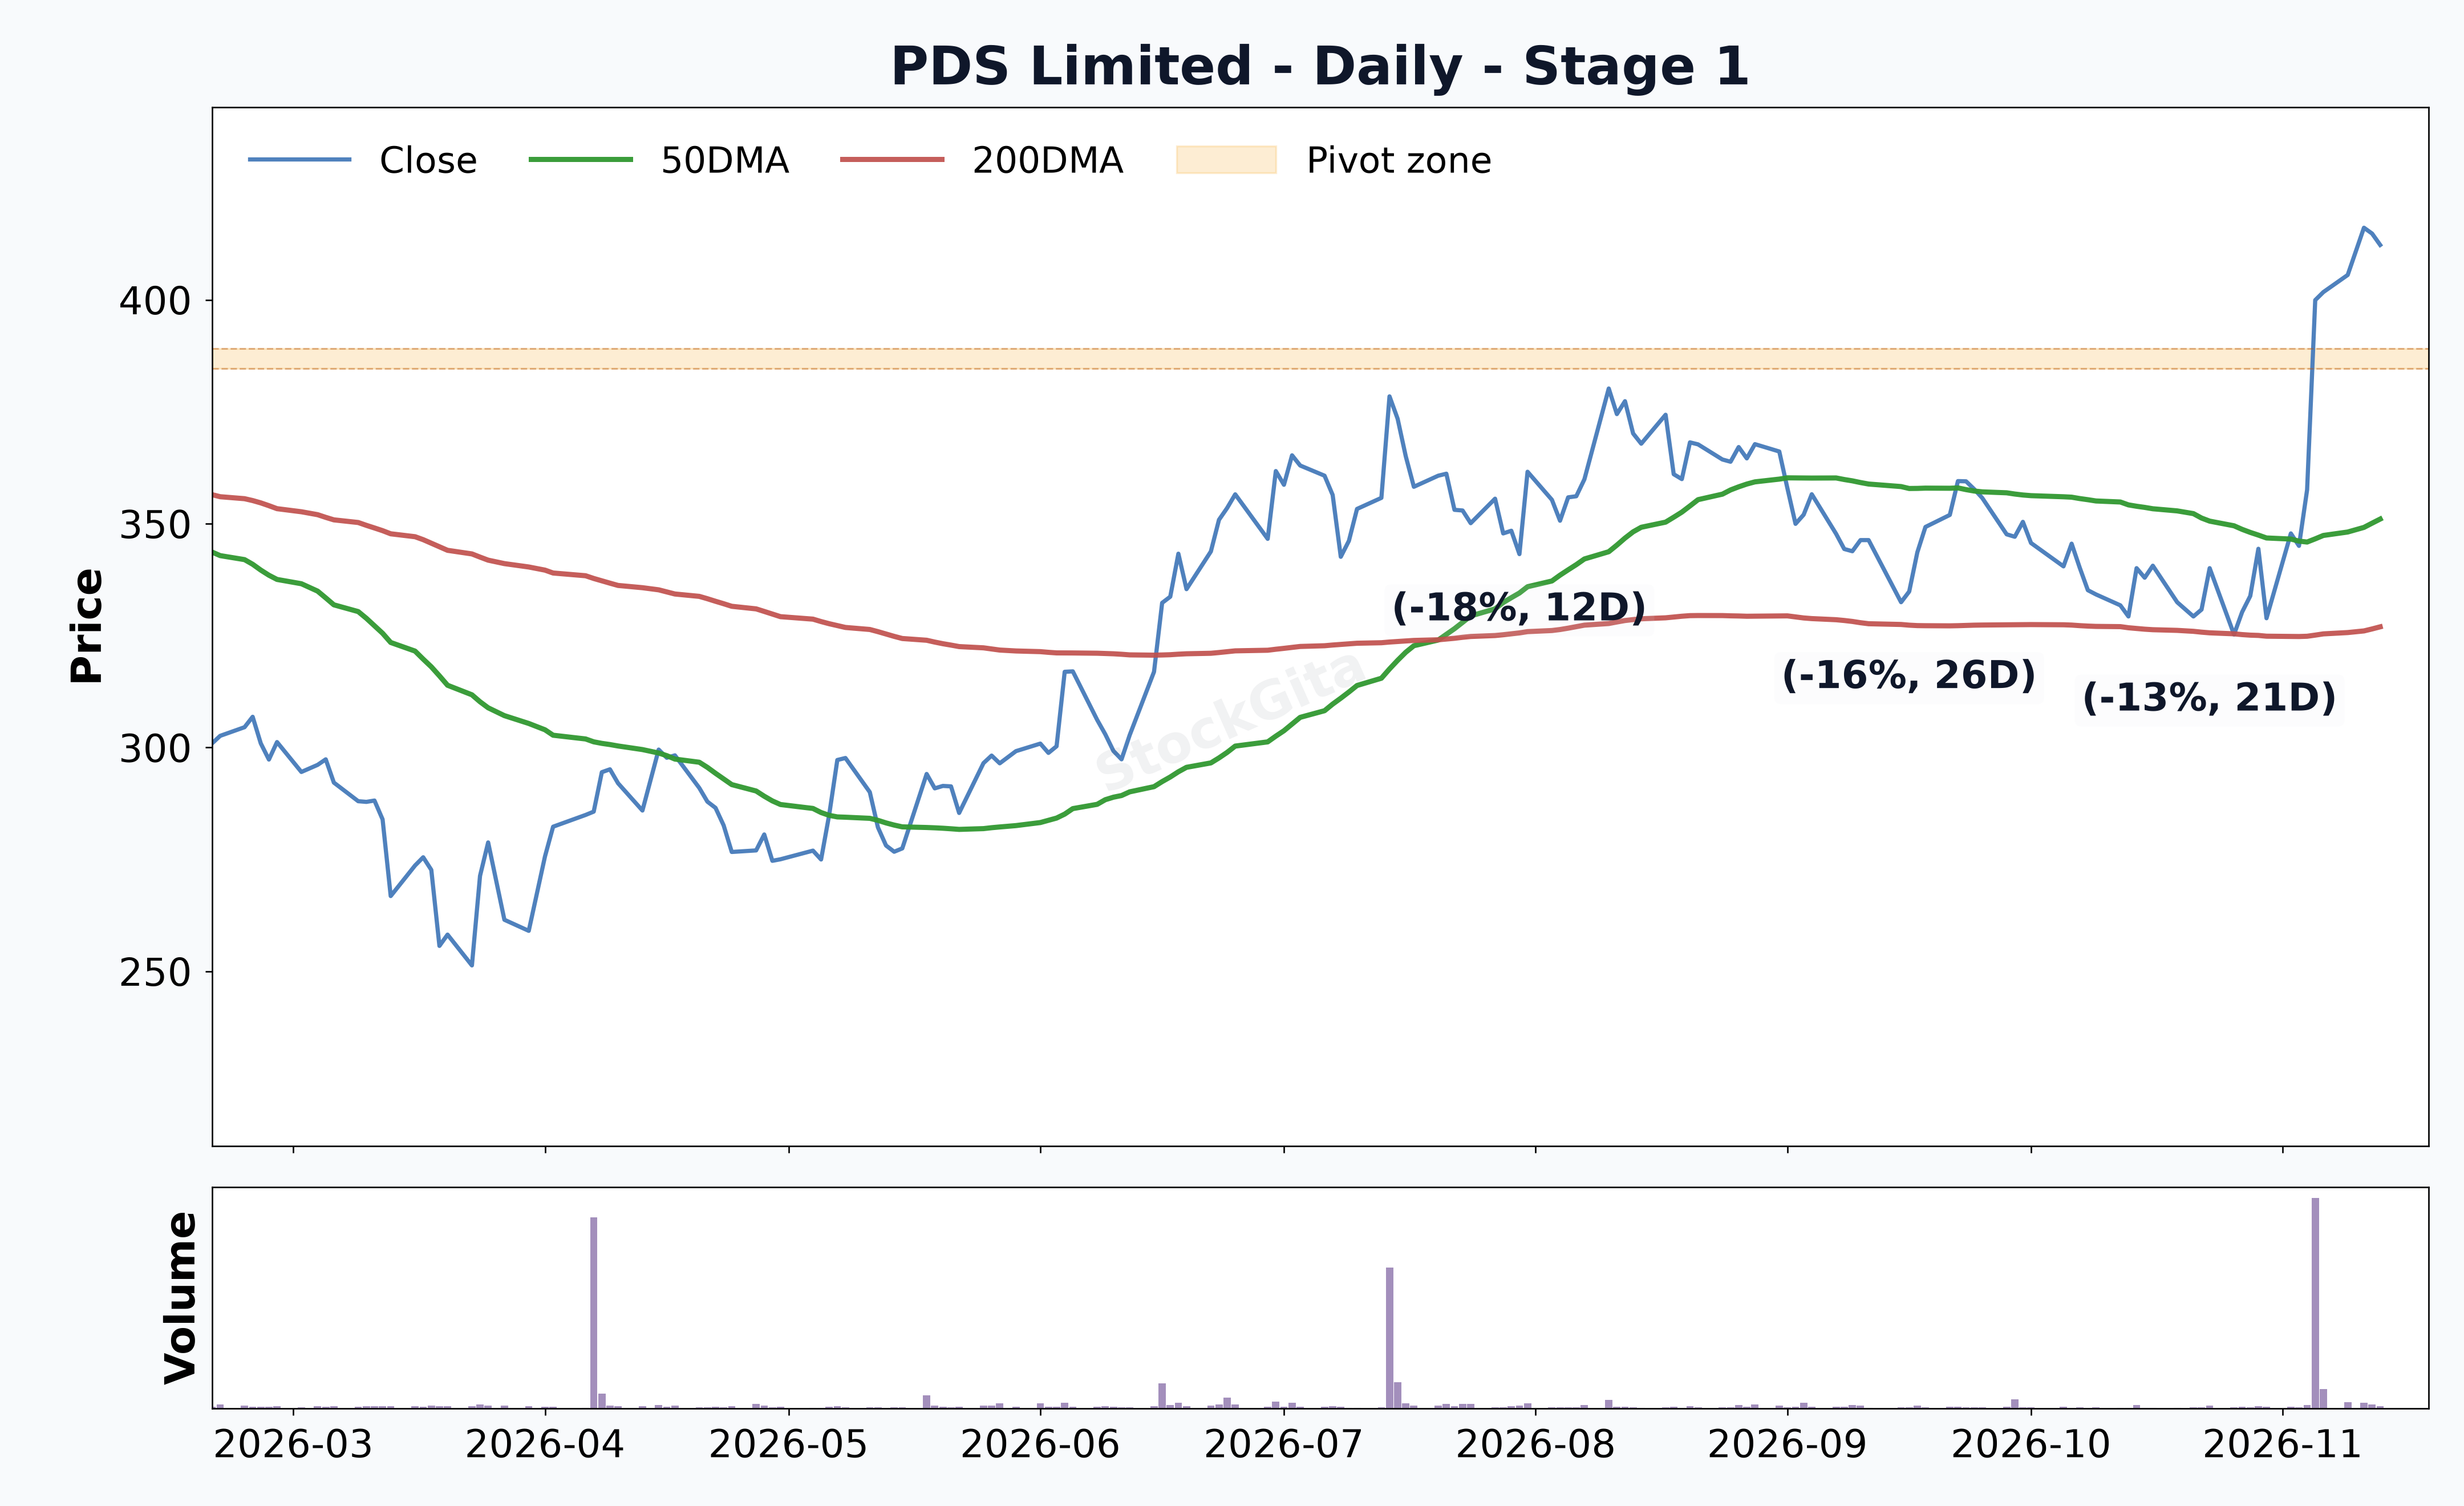 PDS Limited - Daily - Stage 1
Close 50DMA 200DMA Pivot zone
Price
400
350
300
250
(-18%, 12D)
(-16%, 26D)
(-13%, 21D)
StockGita
Volume
2026-03 2026-04 2026-05 2026-06 2026-07 2026-08 2026-09 2026-10 2026-11